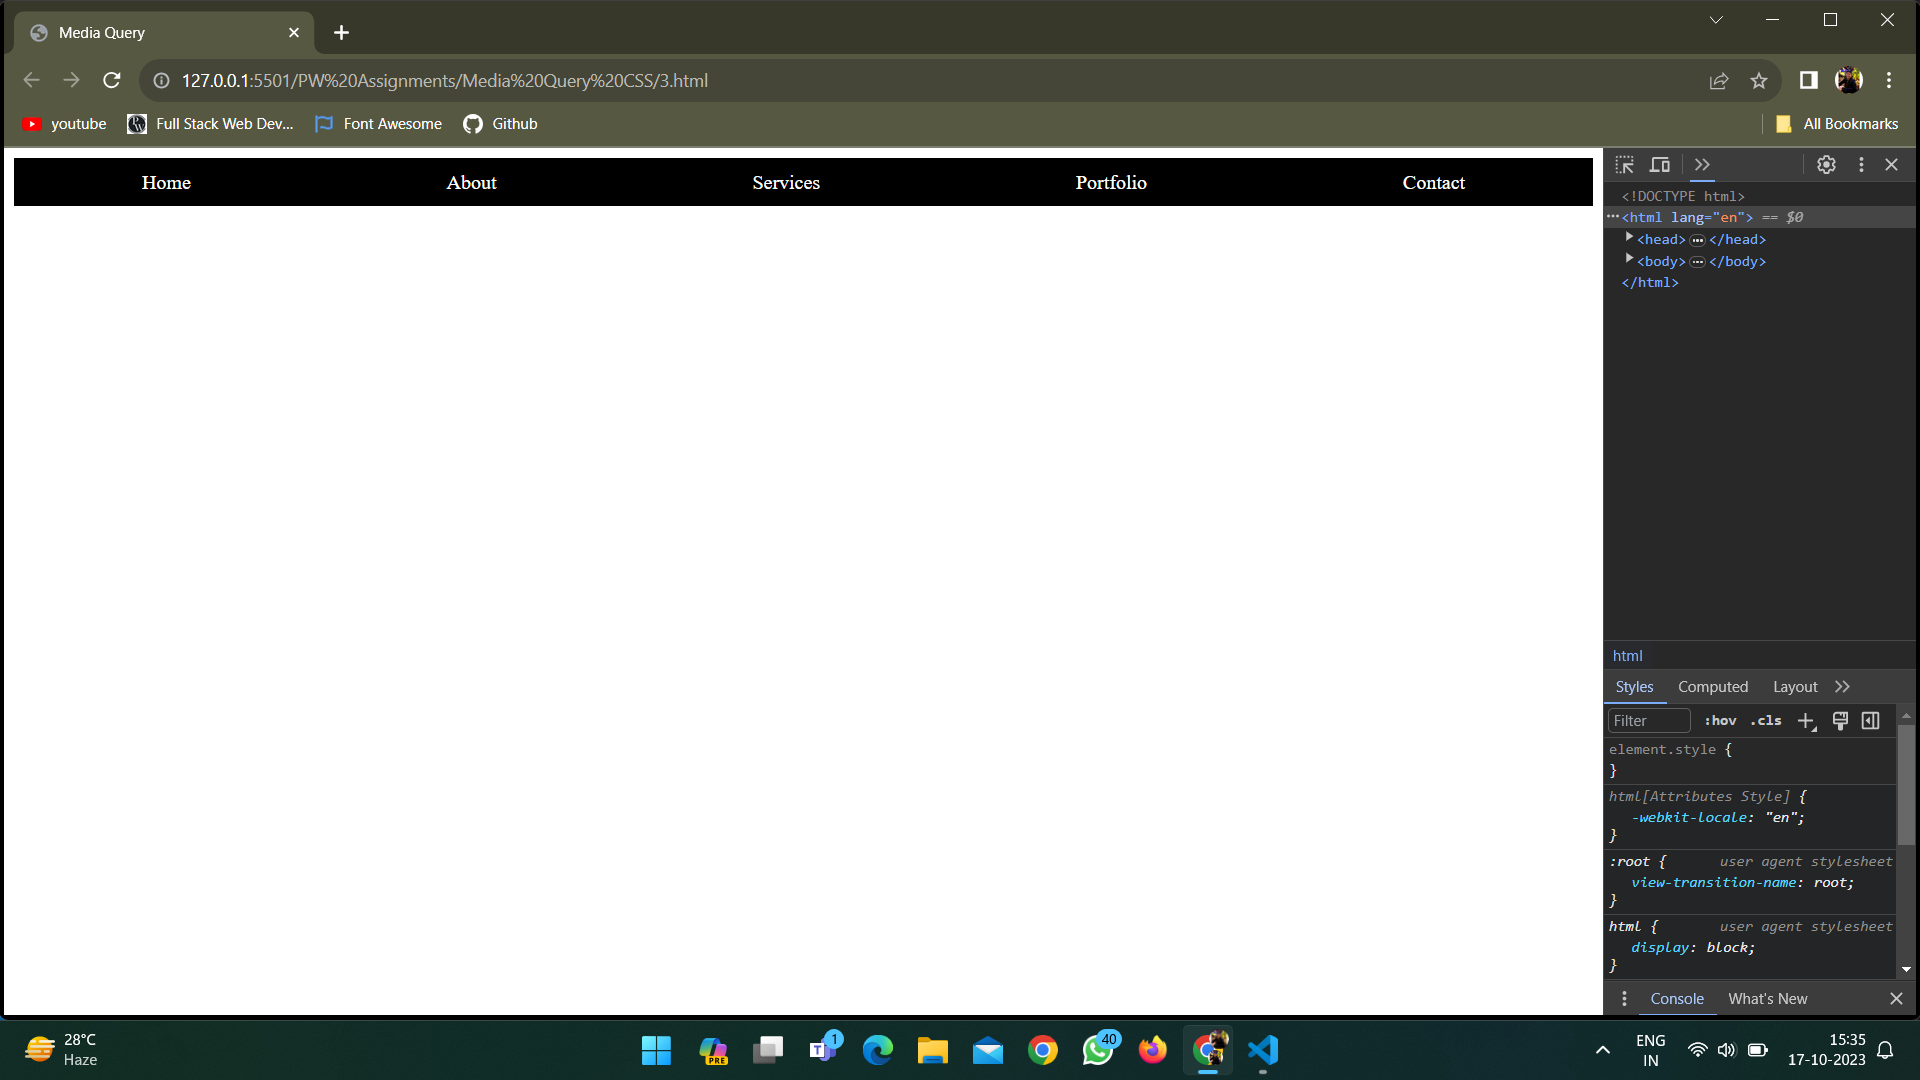 Media Query
127.0.0.1:5501/PW%20Assignments/Media%20Query%20CSS/3.html
youtube
Full Stack Web Dev...
Font Awesome
Github
All Bookmarks
Home About Services Portfolio Contact
<!DOCTYPE html>
<html lang="en"> == $0
<head> ... </head>
<body> ... </body>
</html>
html
Styles Computed Layout
Filter :hov .cls
element.style {
}
html[Attributes Style] {
-webkit-locale: "en";
}
:root { user agent stylesheet
view-transition-name: root;
}
html { user agent stylesheet
display: block;
}
Console What's New
28°C
Haze
PRE
T
1
40
ENG
IN
15:35
17-10-2023